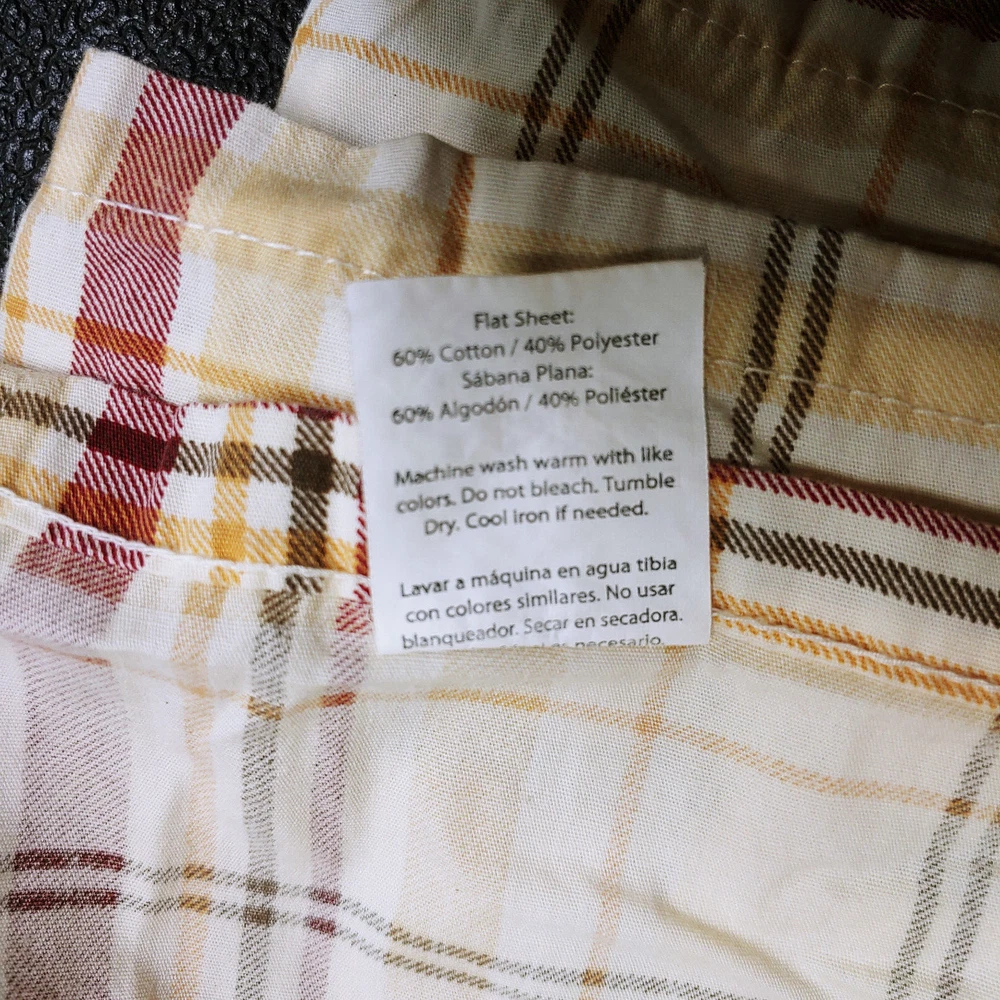 Flat Sheet:
60% Cotton / 40% Polyester
Sábana Plana:
60% Algodón / 40% Poliéster
Machine wash warm with like
colors. Do not bleach. Tumble
Dry. Cool iron if needed.
Lavar a máquina en agua tibia
con colores similares. No usar
blanqueador. Secar en secadora.
necesario.